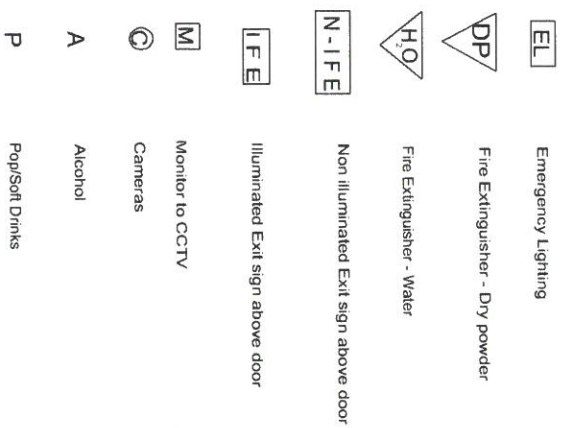 EL Emergency Lighting
DP Fire Extinguisher - Dry powder
H2O Fire Extinguisher - Water
N-IFE Non illuminated Exit sign above door
IFE Illuminated Exit sign above door
M Monitor to CCTV
C Cameras
A Alcohol
P Pop/Soft Drinks